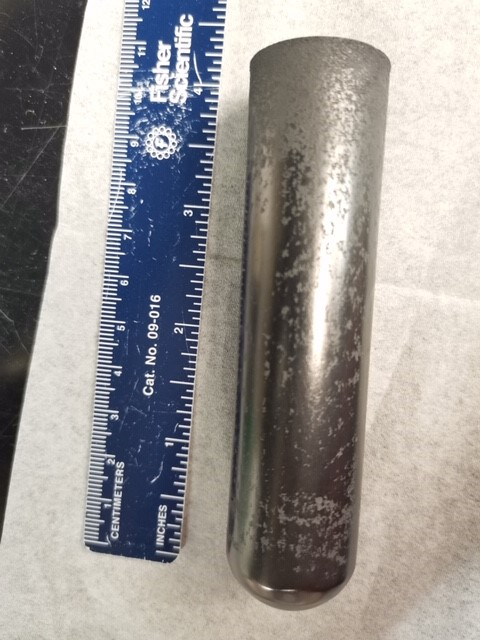 Fisher
Scientific
F
Cat. No. 09-016
CENTIMETERS
1
2
3
4
5
6
7
8
9
10
11
12
INCHES
1
2
3
4